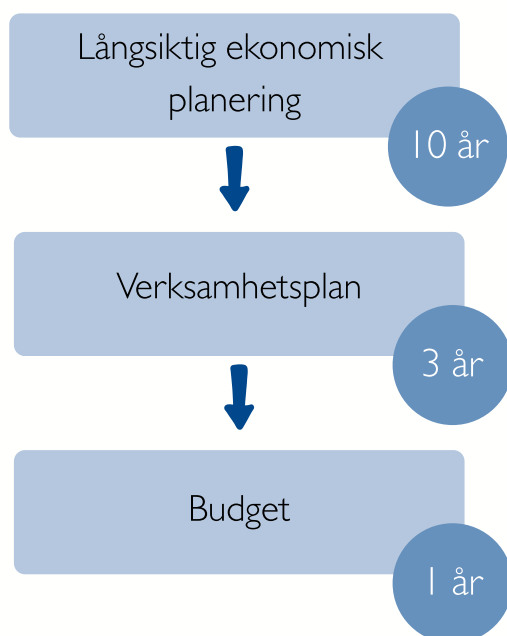 Långsiktig ekonomisk
planering
10 år
Verksamhetsplan
3 år
Budget
1 år